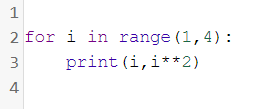 1
2 for i in range(1,4):
3     print(i,i**2)
4